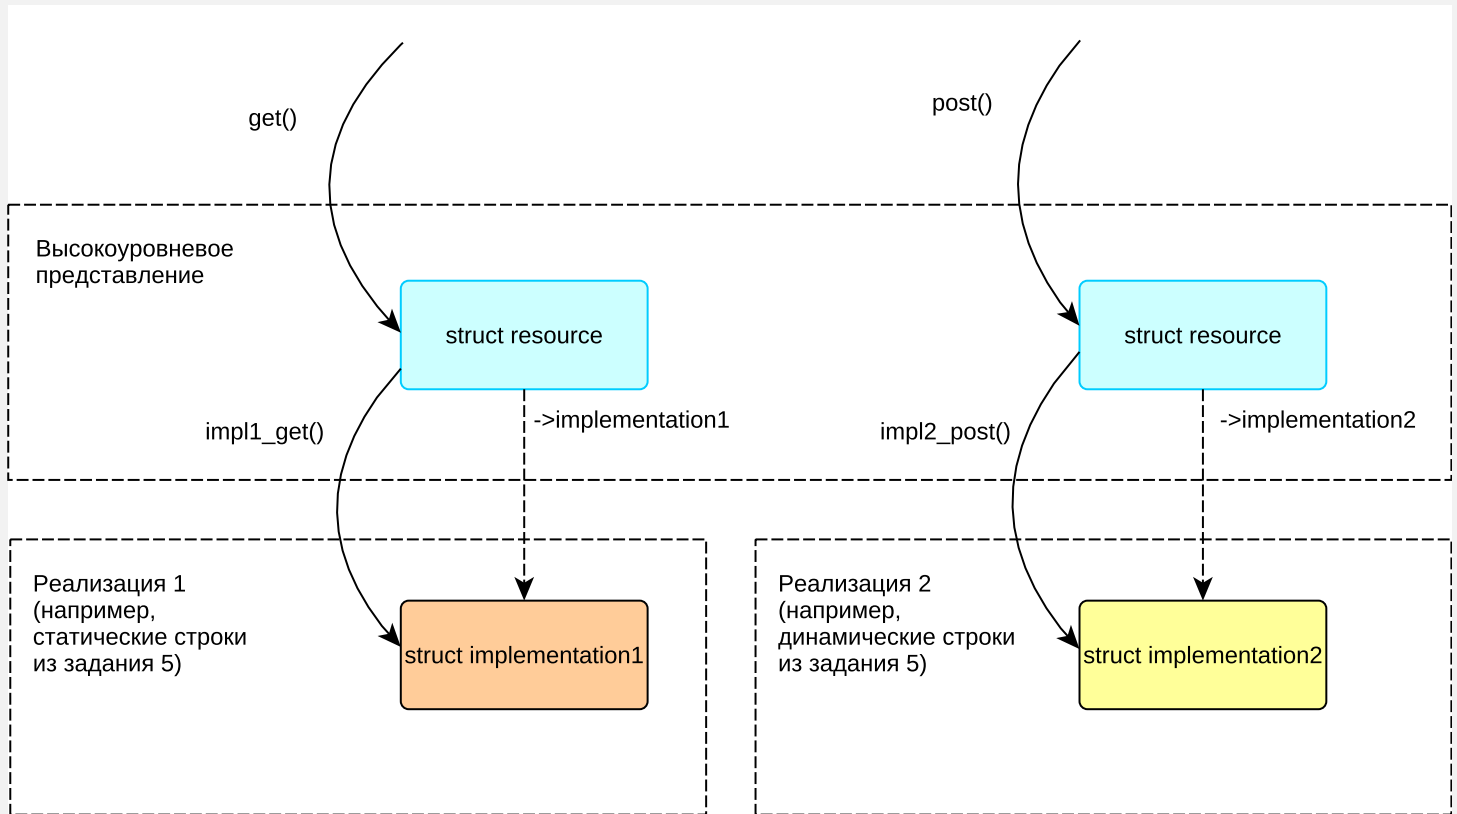 get()
post()
Высокоуровневое
представление
struct resource
struct resource
->implementation1
->implementation2
impl1_get()
impl2_post()
Реализация 1
(например,
статические строки
из задания 5)
struct implementation1
Реализация 2
(например,
динамические строки
из задания 5)
struct implementation2